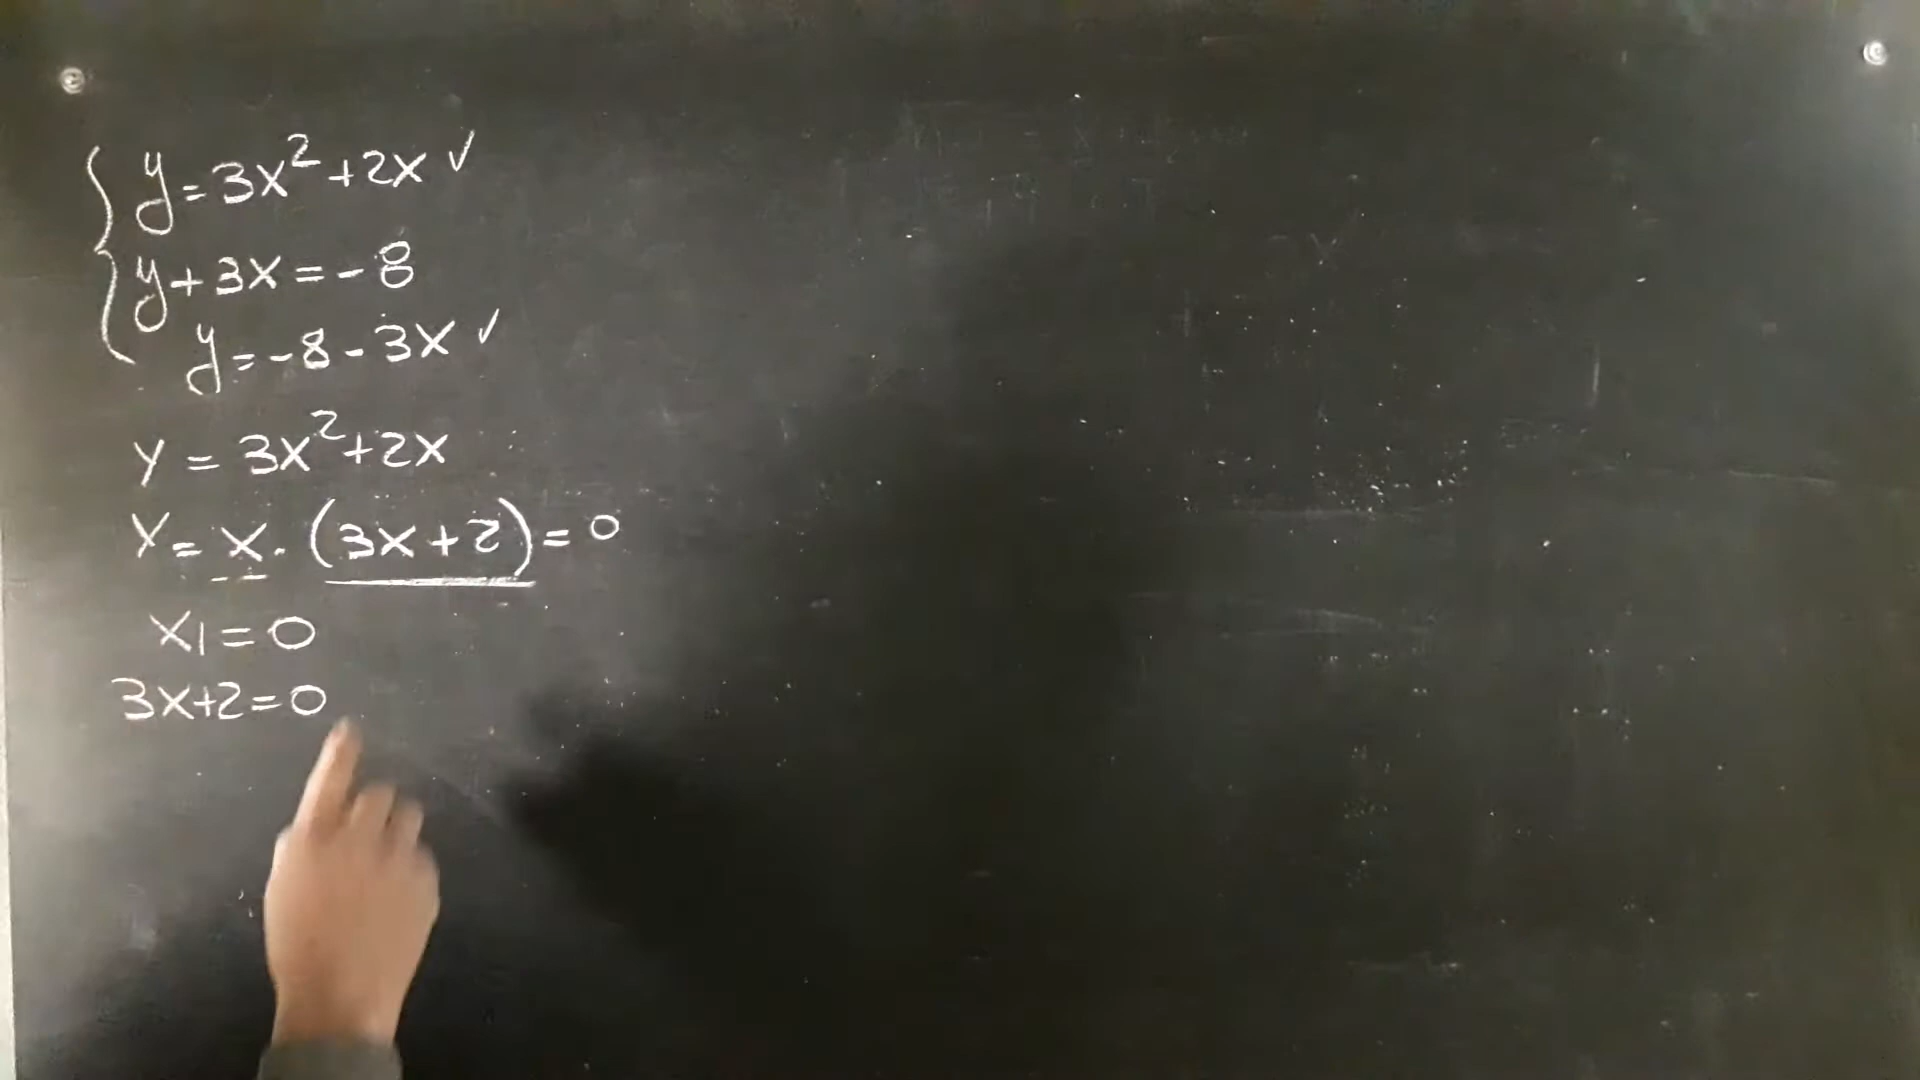 y=3x²+2x ✓
y+3x=-8
y=-8-3x ✓
y=3x²+2x
y=x.(3x+2)=0
x1=0
3x+2=0